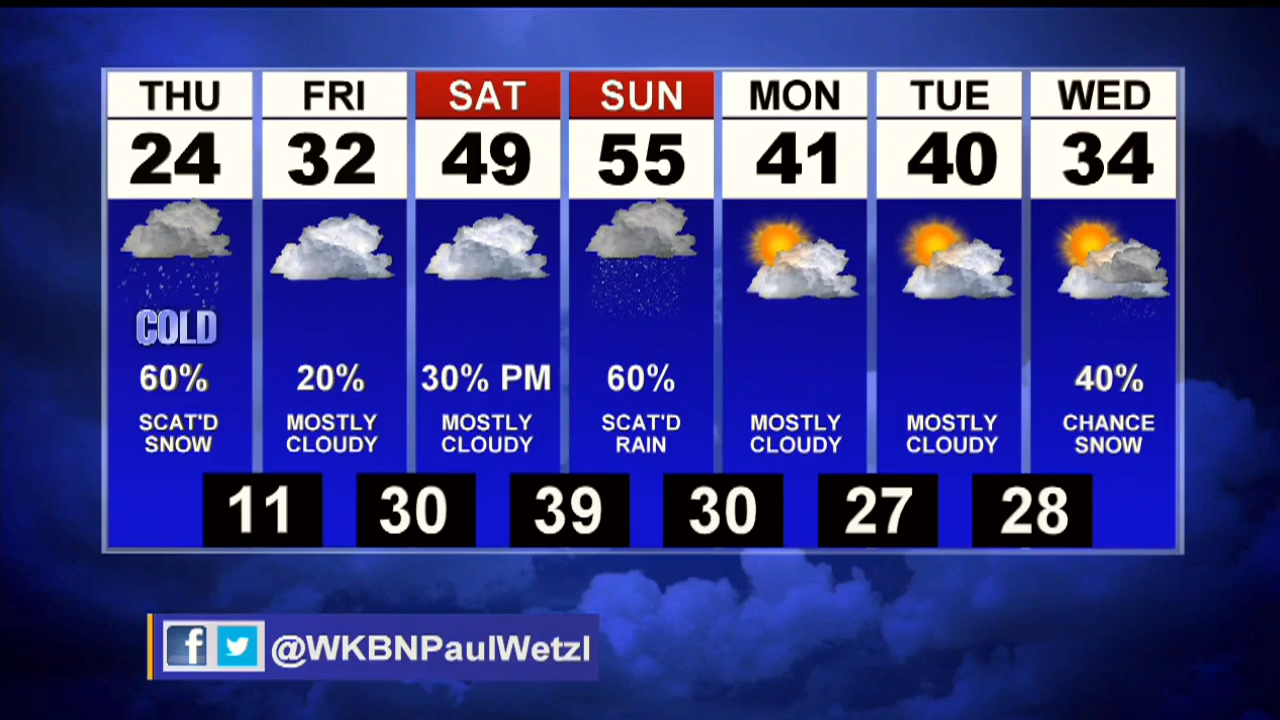 THU FRI SAT SUN MON TUE WED
24 32 49 55 41 40 34
COLD
60% 20% 30% PM 60% 40%
SCAT'D MOSTLY MOSTLY SCAT'D MOSTLY MOSTLY CHANCE
SNOW CLOUDY CLOUDY RAIN CLOUDY CLOUDY SNOW
11 30 39 30 27 28
f @WKBNPaulWetzl